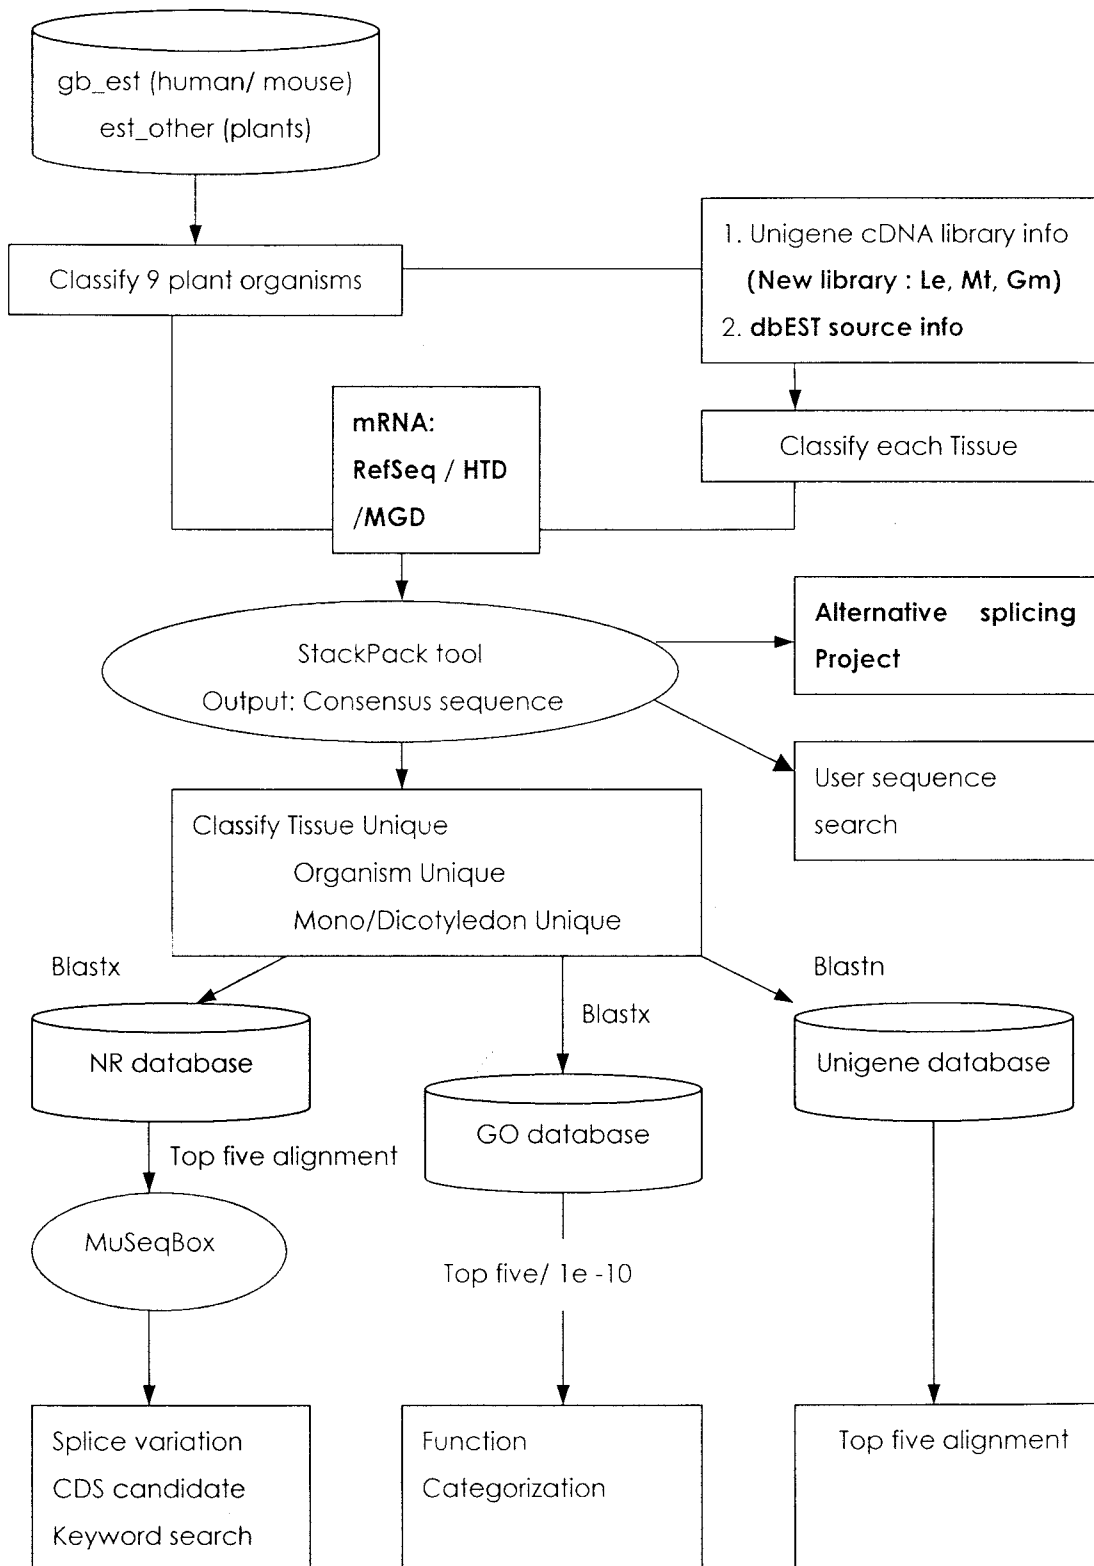 gb_est (human/ mouse)
est_other (plants)
Classify 9 plant organisms
1. Unigene cDNA library info
(New library : Le, Mt, Gm)
2. dbEST source info
Classify each Tissue
mRNA:
RefSeq / HTD
/MGD
StackPack tool
Output: Consensus sequence
Alternative splicing
Project
User sequence
search
Classify Tissue Unique
Organism Unique
Mono/Dicotyledon Unique
Blastx
Blastx
Blastn
NR database
GO database
Unigene database
Top five alignment
MuSeqBox
Top five/ 1e -10
Splice variation
CDS candidate
Keyword search
Function
Categorization
Top five alignment